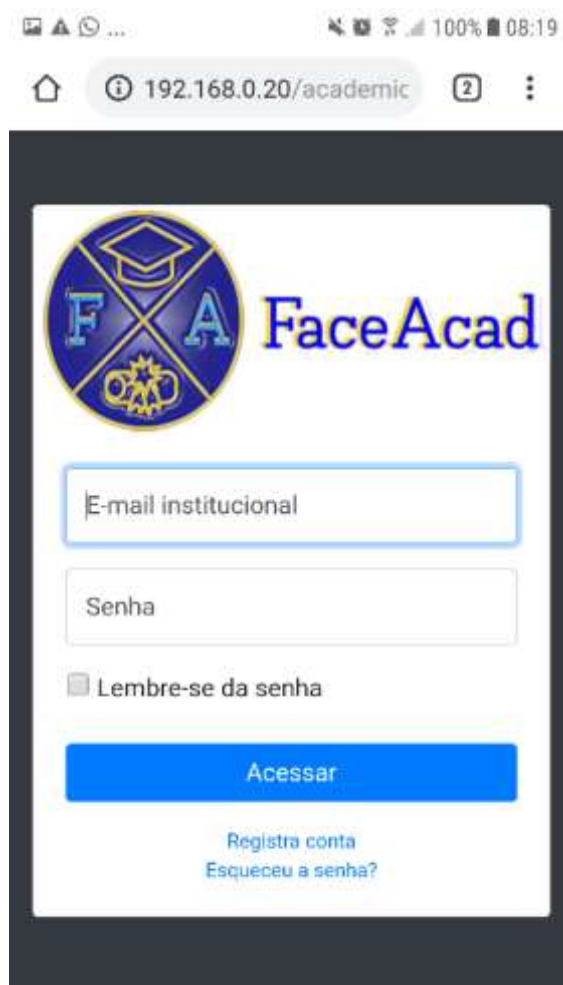 ... 100% 08:19
192.168.0.20/academic 2
F A FaceAcad
E-mail institucional
Senha
Lembre-se da senha
Acessar
Registra conta
Esqueceu a senha?